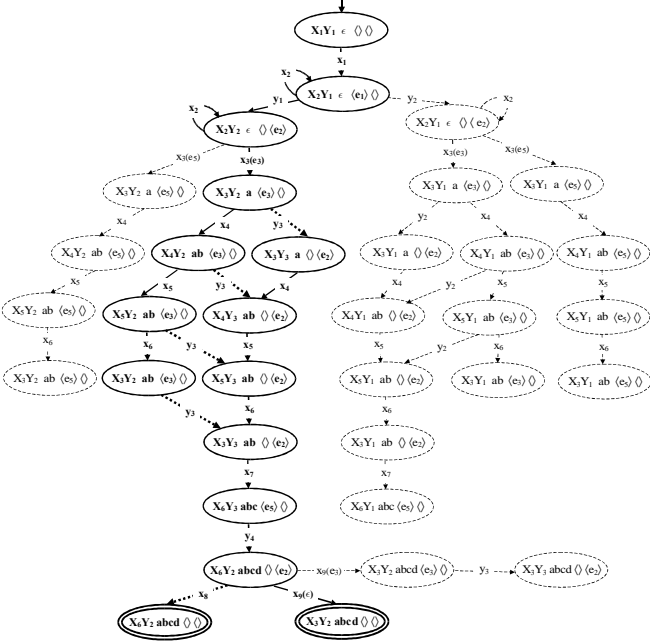 X₁Y₁ ϵ ⟨⟩ ⟨⟩
x₁
x₂
X₂Y₁ ϵ ⟨e₁⟩ ⟨⟩
y₁ y₂
x₂ x₂
X₂Y₂ ϵ ⟨⟩ ⟨e₂⟩ X₂Y₁ ϵ ⟨⟩ ⟨ e₂⟩
x₃(e₅) x₃(e₃) x₃(e₃) x₃(e₅)
X₃Y₂ a ⟨e₅⟩ ⟨⟩ X₃Y₂ a ⟨e₃⟩ ⟨⟩ X₃Y₁ a ⟨e₃⟩ ⟨⟩ X₃Y₁ a ⟨e₅⟩ ⟨⟩
x₄ x₄ y₃ y₂ x₄ x₄
X₄Y₂ ab ⟨e₅⟩ ⟨⟩ X₄Y₂ ab ⟨e₃⟩ ⟨⟩ X₃Y₃ a ⟨⟩ ⟨e₂⟩ X₃Y₁ a ⟨⟩ ⟨e₂⟩ X₄Y₁ ab ⟨e₃⟩ ⟨⟩ X₄Y₁ ab ⟨e₅⟩ ⟨⟩
x₅ x₅ y₃ x₄ x₄ y₂ x₅ x₅
X₅Y₂ ab ⟨e₅⟩ ⟨⟩ X₅Y₂ ab ⟨e₃⟩ ⟨⟩ X₄Y₃ ab ⟨⟩ ⟨e₂⟩ X₄Y₁ ab ⟨⟩ ⟨e₂⟩ X₅Y₁ ab ⟨e₃⟩ ⟨⟩ X₅Y₁ ab ⟨e₅⟩ ⟨⟩
x₆ x₆ y₃ x₅ x₅ y₂ x₆ x₆
X₃Y₂ ab ⟨e₅⟩ ⟨⟩ X₃Y₂ ab ⟨e₃⟩ ⟨⟩ X₅Y₃ ab ⟨⟩ ⟨e₂⟩ X₅Y₁ ab ⟨⟩ ⟨e₂⟩ X₃Y₁ ab ⟨e₃⟩ ⟨⟩ X₃Y₁ ab ⟨e₅⟩ ⟨⟩
y₃ x₆ x₆
X₃Y₃ ab ⟨⟩ ⟨e₂⟩ X₃Y₁ ab ⟨⟩ ⟨e₂⟩
x₇ x₇
X₆Y₃ abc ⟨e₅⟩ ⟨⟩ X₆Y₁ abc ⟨e₅⟩ ⟨⟩
y₄
X₆Y₂ abcd ⟨⟩ ⟨e₂⟩ x₉(e₃) X₃Y₂ abcd ⟨e₃⟩ ⟨⟩ y₃ X₃Y₃ abcd ⟨⟩ ⟨e₂⟩
x₈ x₉(ϵ)
X₆Y₂ abcd ⟨⟩ ⟨⟩ X₃Y₂ abcd ⟨⟩ ⟨⟩